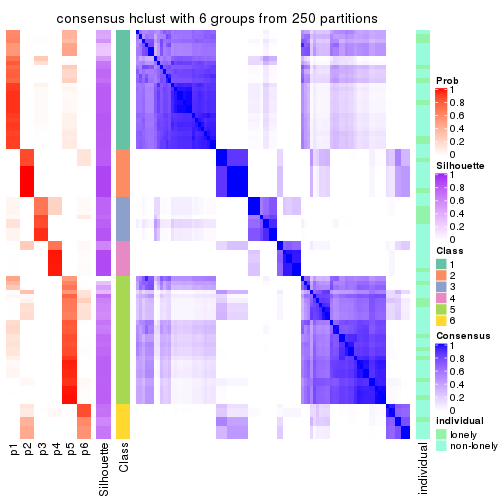 consensus hclust with 6 groups from 250 partitions
Prob
1
0.8
0.6
0.4
0.2
0
Silhouette
1
0.8
0.6
0.4
0.2
0
Class
1
2
3
4
5
6
Consensus
1
0.8
0.6
0.4
0.2
0
individual
lonely
non-lonely
p1
p2
p3
p4
p5
p6
Silhouette
Class
individual